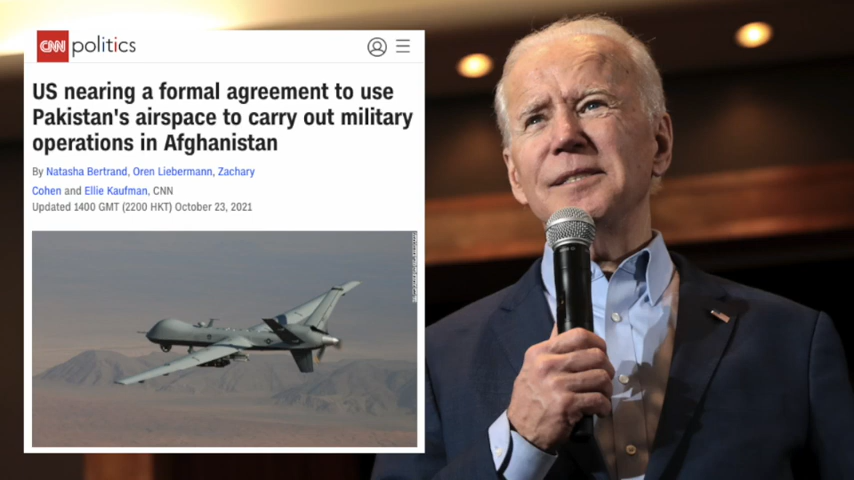 CNN politics
US nearing a formal agreement to use
Pakistan's airspace to carry out military
operations in Afghanistan
By Natasha Bertrand, Oren Liebermann, Zachary
Cohen and Ellie Kaufman, CNN
Updated 1400 GMT (2200 HKT) October 23, 2021